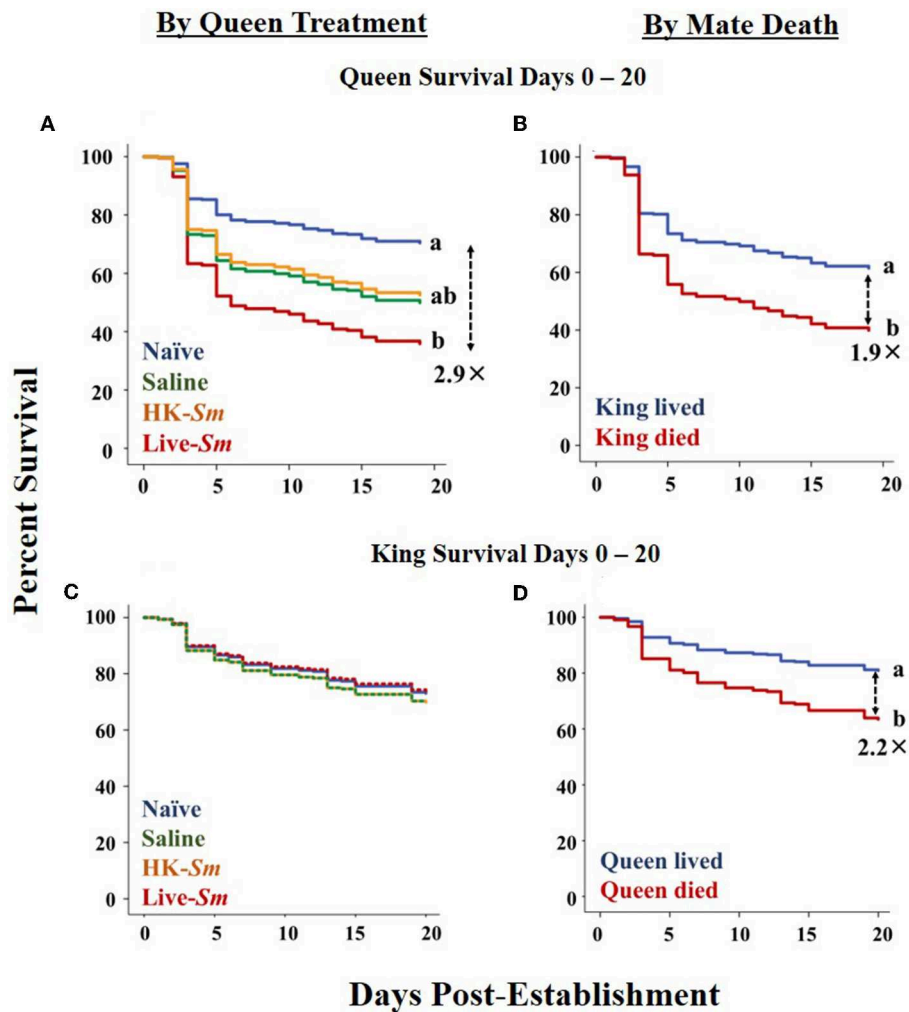 By Queen Treatment
By Mate Death
Queen Survival Days 0 – 20
A
B
100
80
60
40
20
0
0
5
10
15
20
a
ab
b
2.9×
Naïve
Saline
HK-Sm
Live-Sm
100
80
60
40
20
0
0
5
10
15
20
a
b
1.9×
King lived
King died
Percent Survival
King Survival Days 0 – 20
C
D
100
80
60
40
20
0
0
5
10
15
20
Naïve
Saline
HK-Sm
Live-Sm
100
80
60
40
20
0
0
5
10
15
20
a
b
2.2×
Queen lived
Queen died
Days Post-Establishment